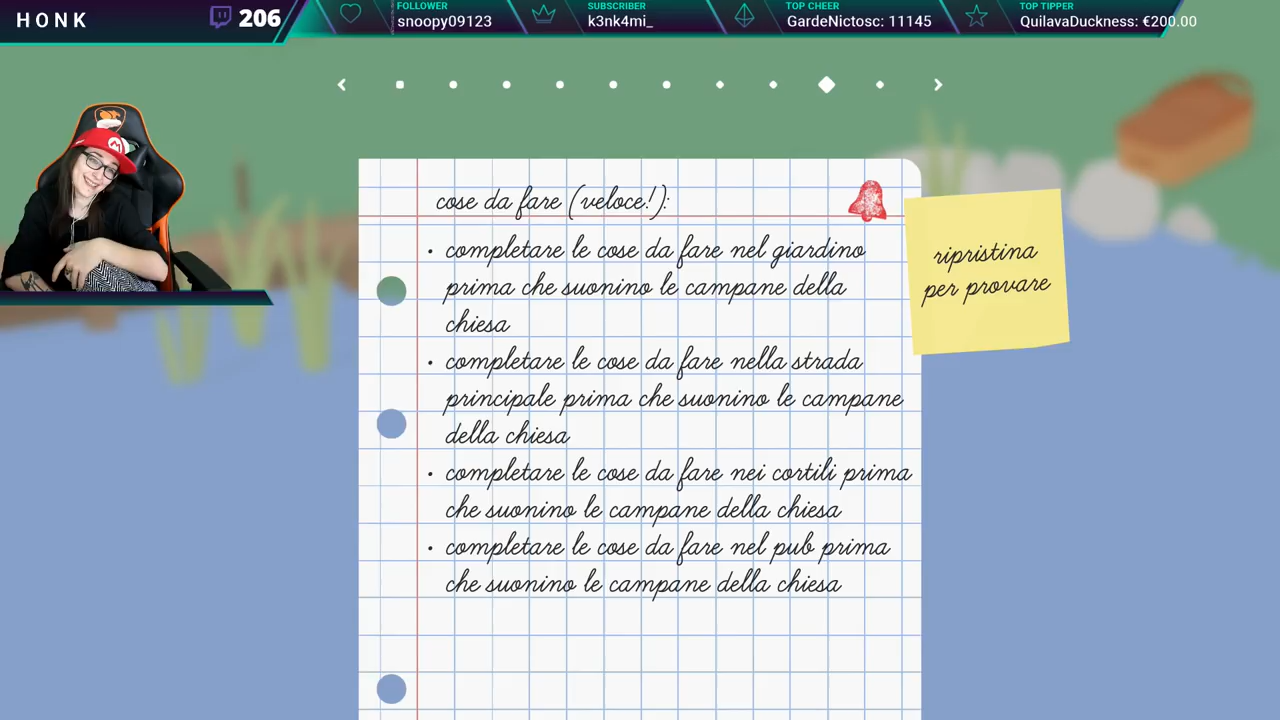 HONK
206
FOLLOWER
snoopy09123
SUBSCRIBER
k3nk4mi_
TOP CHEER
GardeNictosc: 11145
TOP TIPPER
QuilavaDuckness: €200.00
cose da fare (veloce!):
• completare le cose da fare nel giardino
prima che suonino le campane della
chiesa
• completare le cose da fare nella strada
principale prima che suonino le campane
della chiesa
• completare le cose da fare nei cortili prima
che suonino le campane della chiesa
• completare le cose da fare nel pub prima
che suonino le campane della chiesa
ripristina
per provare